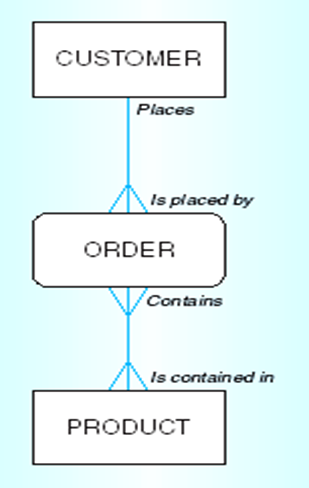 CUSTOMER
Places
Is placed by
ORDER
Contains
Is contained in
PRODUCT